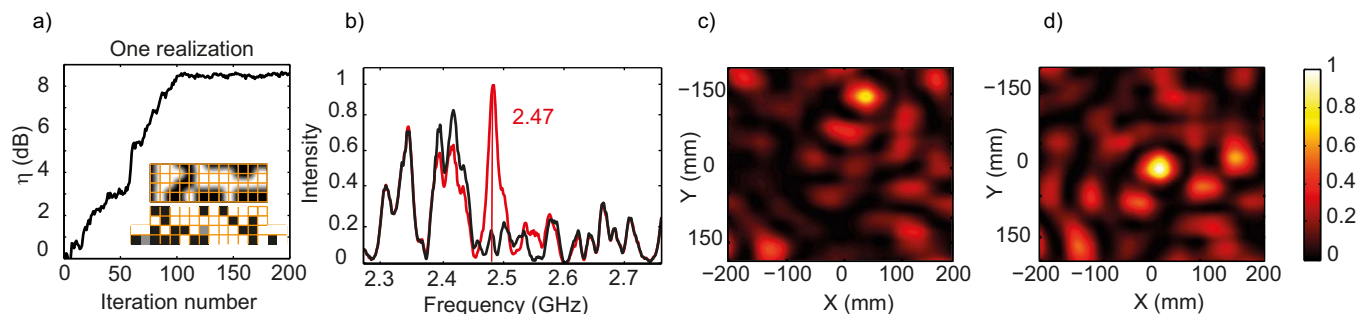 a)
One realization
η (dB)
8
6
4
2
0
0 50 100 150 200
Iteration number
b)
Intensity
1
0.8
0.6
0.4
0.2
0
2.47
2.3 2.4 2.5 2.6 2.7
Frequency (GHz)
c)
Y (mm)
−150
0
150
−200 −100 0 100 200
X (mm)
d)
Y (mm)
−150
0
150
−200 −100 0 100 200
X (mm)
1
0.8
0.6
0.4
0.2
0